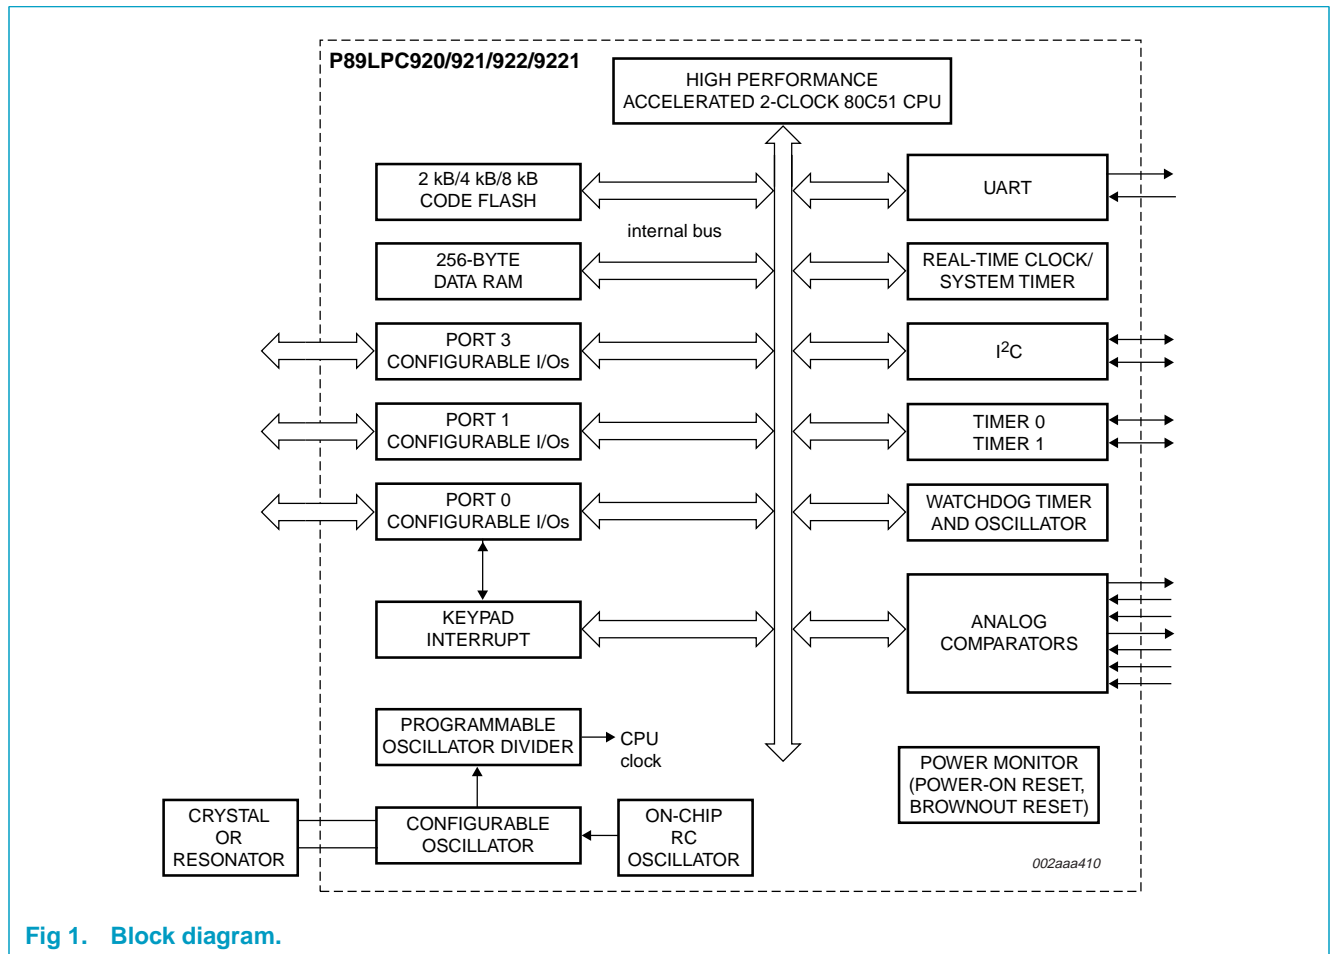 P89LPC920/921/922/9221
HIGH PERFORMANCE
ACCELERATED 2-CLOCK 80C51 CPU
2 kB/4 kB/8 kB
CODE FLASH
UART
internal bus
256-BYTE
DATA RAM
REAL-TIME CLOCK/
SYSTEM TIMER
PORT 3
CONFIGURABLE I/Os
I2C
PORT 1
CONFIGURABLE I/Os
TIMER 0
TIMER 1
PORT 0
CONFIGURABLE I/Os
WATCHDOG TIMER
AND OSCILLATOR
KEYPAD
INTERRUPT
ANALOG
COMPARATORS
PROGRAMMABLE
OSCILLATOR DIVIDER
CPU
clock
POWER MONITOR
(POWER-ON RESET,
BROWNOUT RESET)
CRYSTAL
OR
RESONATOR
CONFIGURABLE
OSCILLATOR
ON-CHIP
RC
OSCILLATOR
002aaa410
Fig 1. Block diagram.